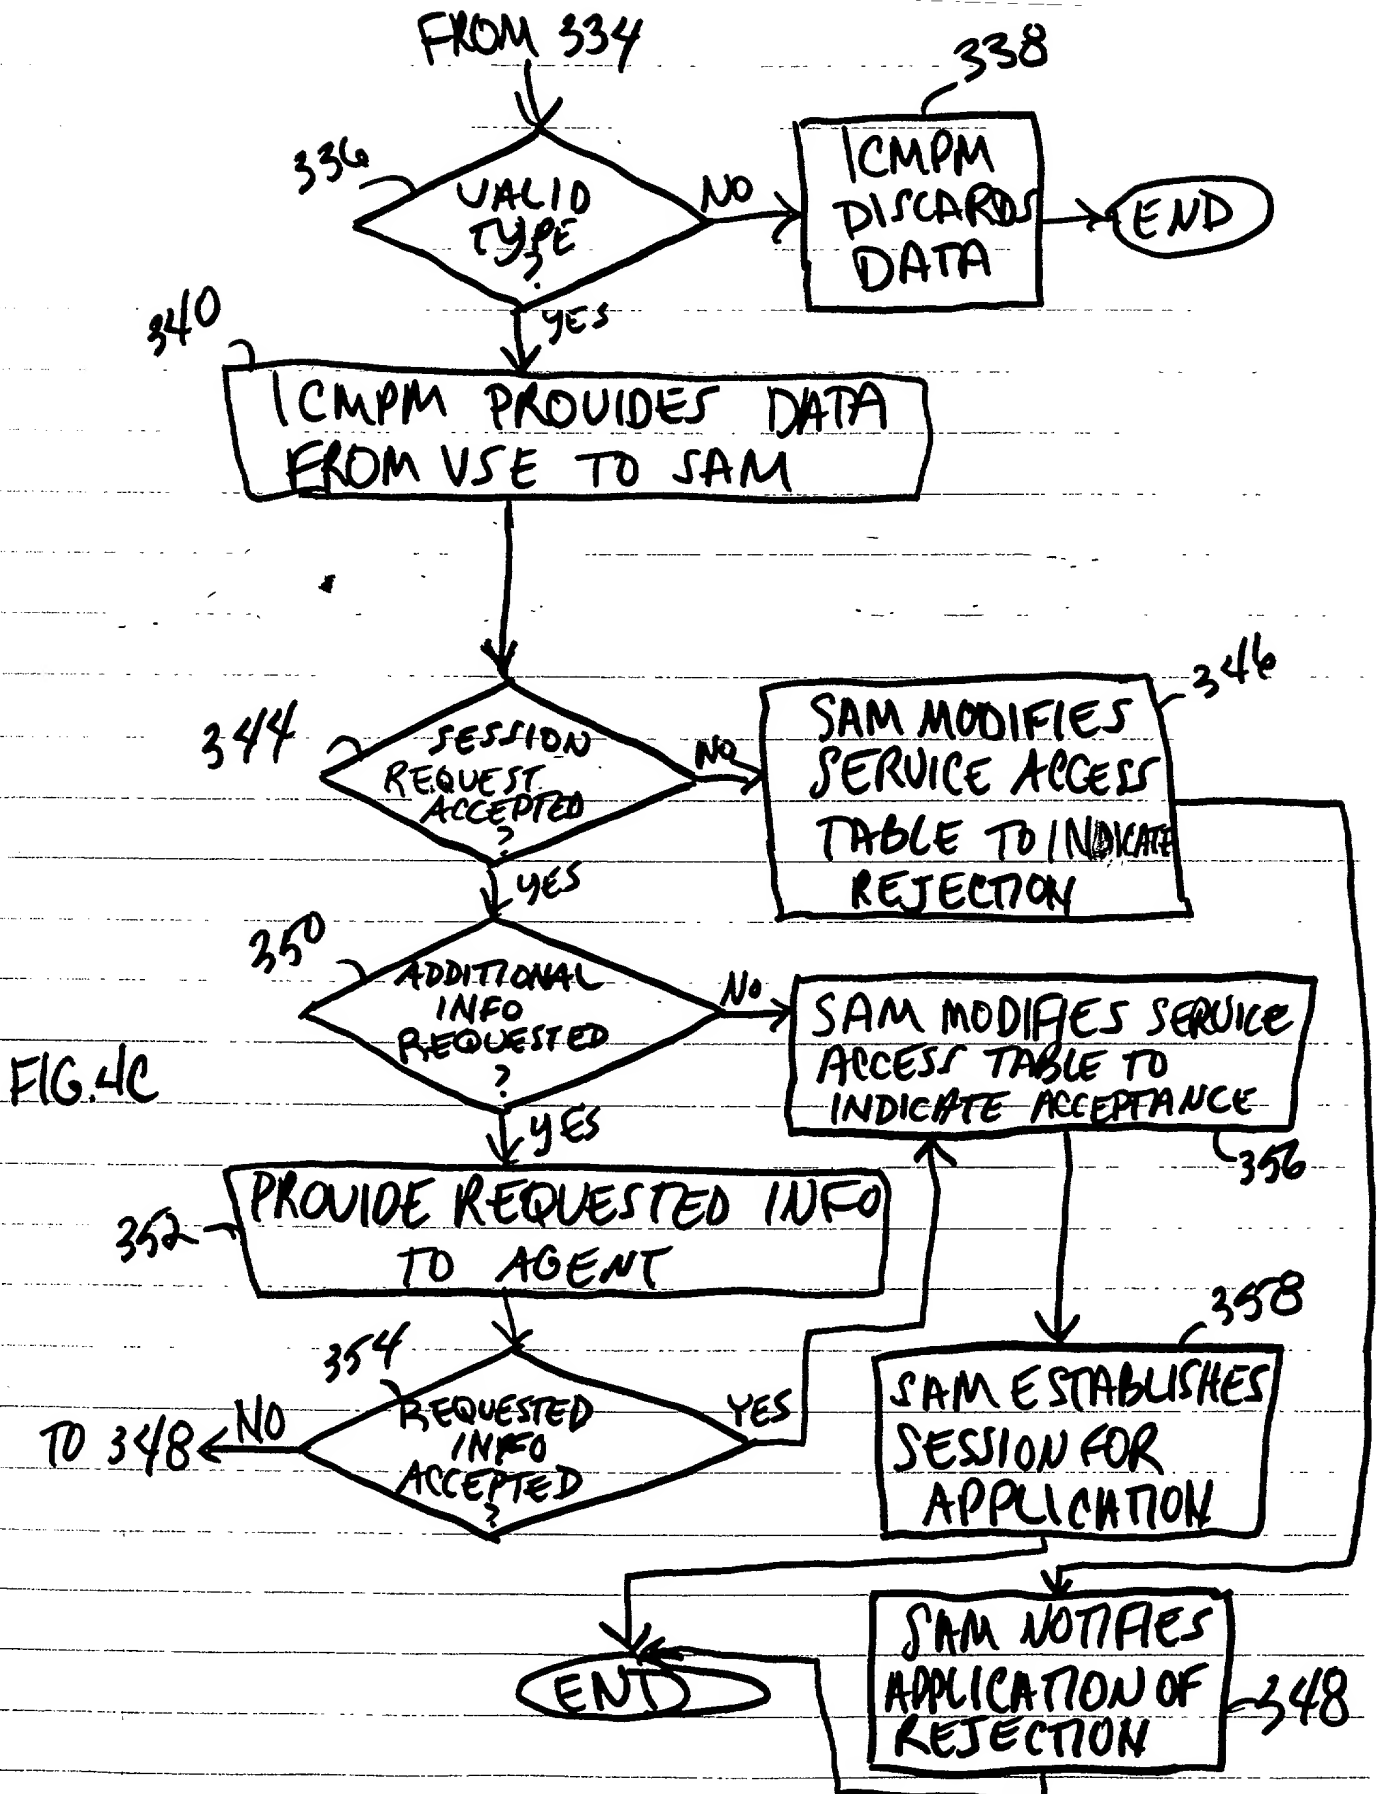 FROM 334
338
336
VALID
TYPE
?
NO
ICMPM
DISCARDS
DATA
END
YES
340
ICMPM PROVIDES DATA
FROM VSE TO SAM
344
SESSION
REQUEST
ACCEPTED
?
NO
346
SAM MODIFIES
SERVICE ACCESS
TABLE TO INDICATE
REJECTION
YES
350
ADDITIONAL
INFO
REQUESTED
?
NO
SAM MODIFIES SERVICE
ACCESS TABLE TO
INDICATE ACCEPTANCE
356
FIG. 4C
YES
352
PROVIDE REQUESTED INFO
TO AGENT
354
REQUESTED
INFO
ACCEPTED
?
YES
NO
TO 348
358
SAM ESTABLISHES
SESSION FOR
APPLICATION
END
SAM NOTIFIES
APPLICATION OF
REJECTION
348